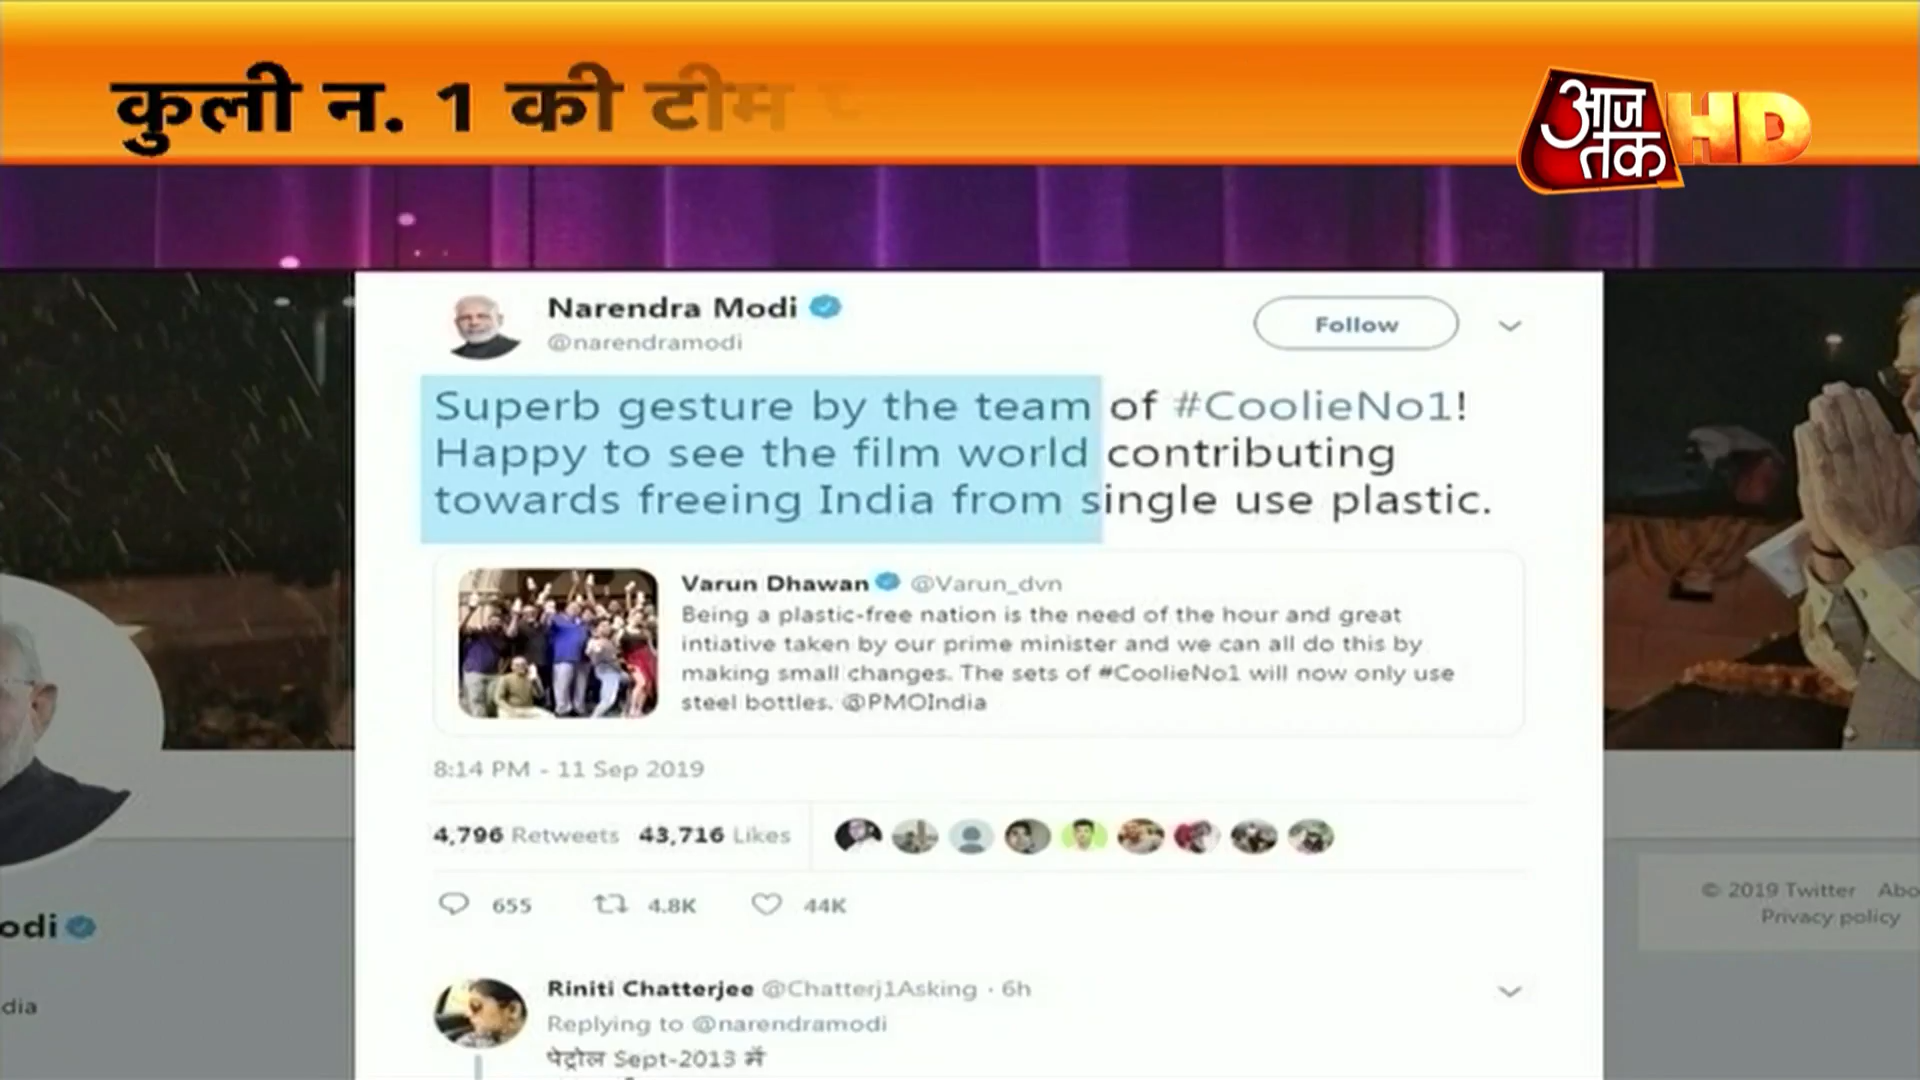 कुली न. 1 की टीम
आज तक HD
Narendra Modi
@narendramodi
Follow
Superb gesture by the team of #CoolieNo1!
Happy to see the film world contributing
towards freeing India from single use plastic.
Varun Dhawan @Varun_dvn
Being a plastic-free nation is the need of the hour and great
intiative taken by our prime minister and we can all do this by
making small changes. The sets of #CoolieNo1 will now only use
steel bottles. @PMOIndia
8:14 PM - 11 Sep 2019
4,796 Retweets 43,716 Likes
655 4.8K 44K
© 2019 Twitter Abo
Privacy policy
odi
dia
Riniti Chatterjee @Chatterj1Asking · 6h
Replying to @narendramodi
पेट्रोल Sept-2013 में